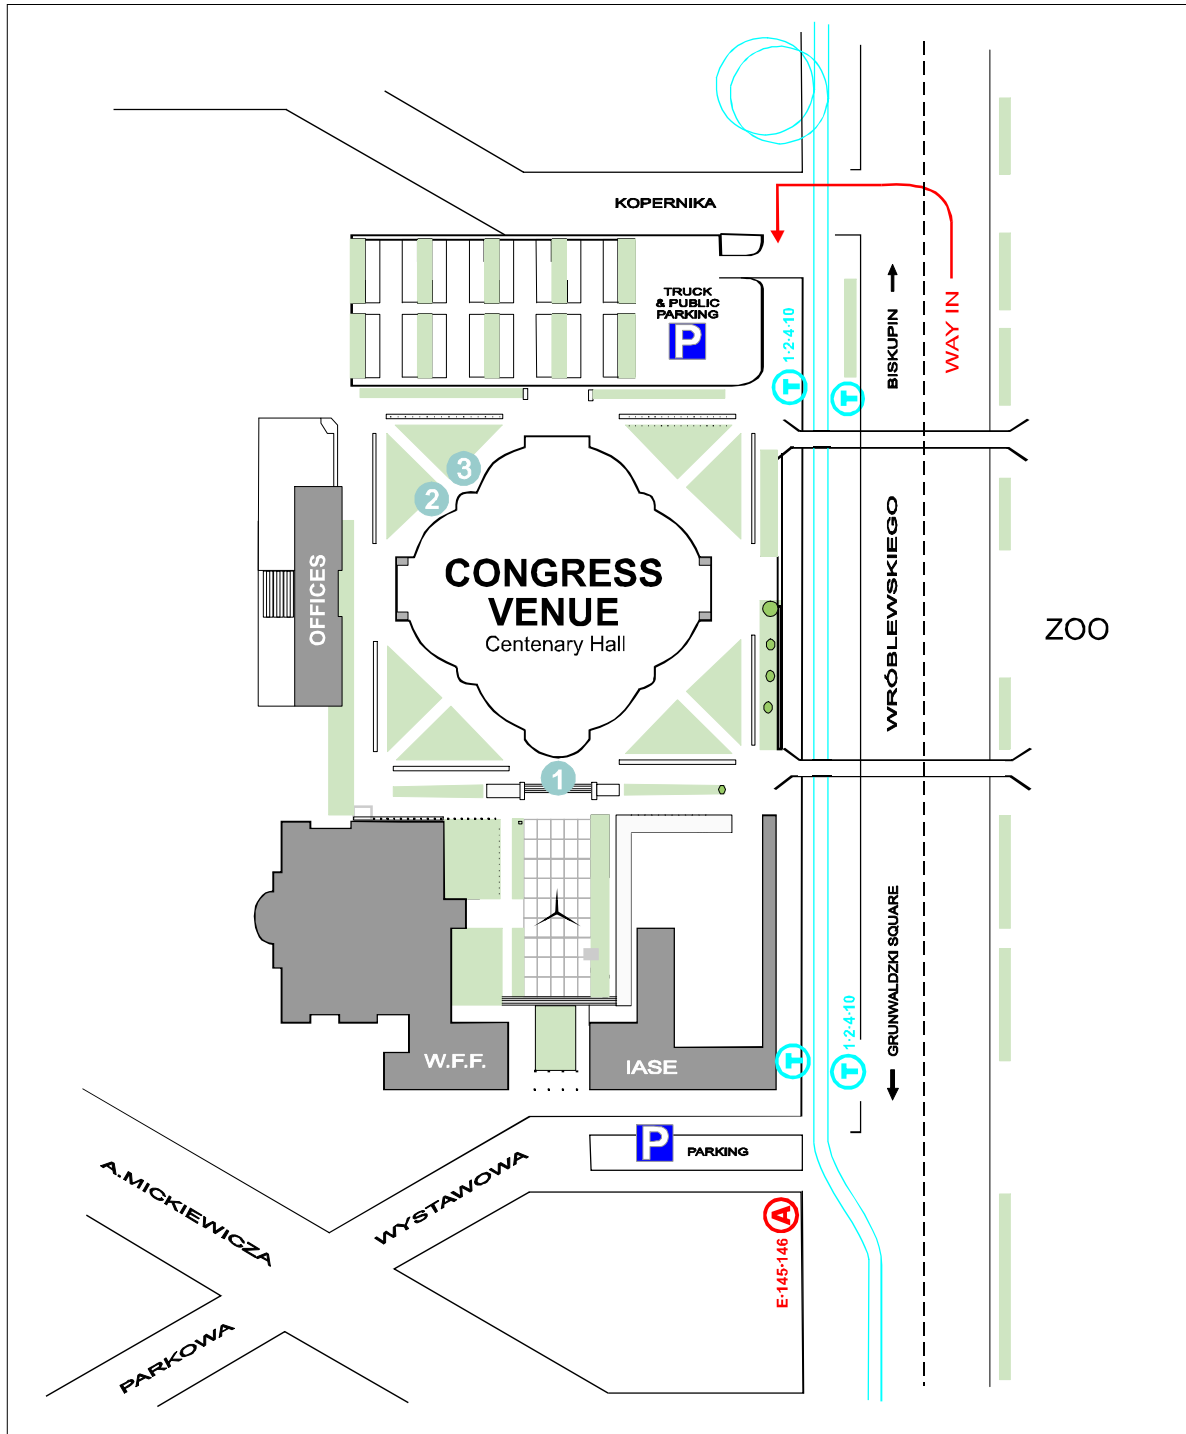 KOPERNIKA
TRUCK
& PUBLIC
PARKING
P
1·2·4·10
T
T
BISKUPIN
WAY IN
3
2
OFFICES
CONGRESS
VENUE
Centenary Hall
WRÓBLEWSKIEGO
ZOO
1
GRUNWALDZKI SQUARE
1·2·4·10
W.F.F.
IASE
T
T
P
PARKING
A.MICKIEWICZA
WYSTAWOWA
A
E·145·146
PARKOWA